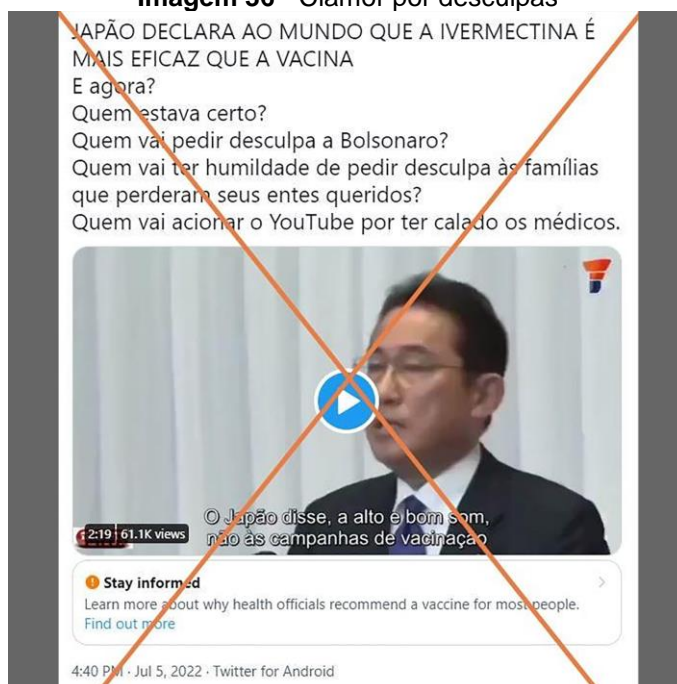 Imagem 36 - Clamor por desculpas
JAPÃO DECLARA AO MUNDO QUE A IVERMECTINA É
MAIS EFICAZ QUE A VACINA
E agora?
Quem estava certo?
Quem vai pedir desculpa a Bolsonaro?
Quem vai ter humildade de pedir desculpa às famílias
que perderam seus entes queridos?
Quem vai acionar o YouTube por ter calado os médicos.
O Japão disse, a alto e bom som,
não às campanhas de vacinação
2:19 61.1K views
Stay informed
Learn more about why health officials recommend a vaccine for most people.
Find out more
4:40 PM · Jul 5, 2022 · Twitter for Android